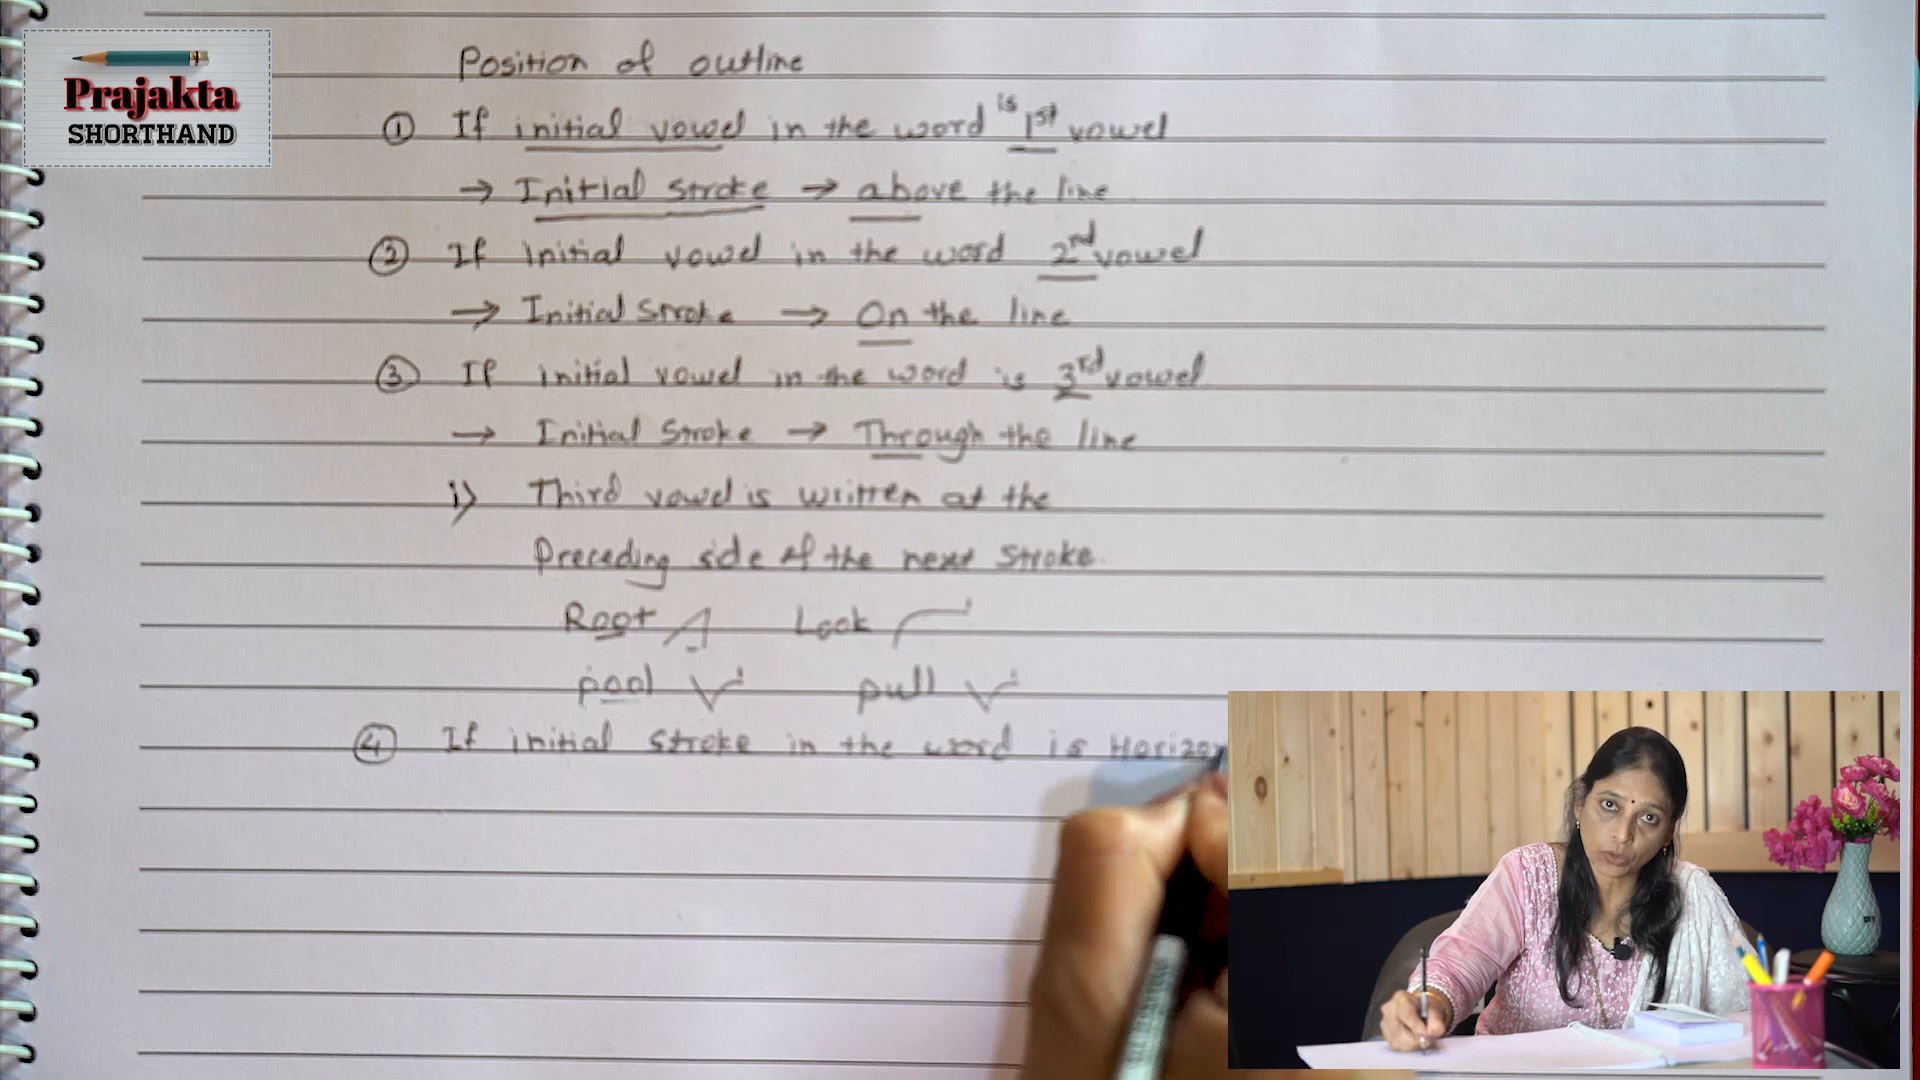 Prajakta
SHORTHAND
Position of outline
① If initial vowel in the word is 1st vowel
→ Initial stroke → above the line
② If initial vowel in the word 2nd vowel
→ Initial Stroke → On the line
③ If initial vowel in the word is 3rd vowel
→ Initial Stroke → Through the line
i) Third vowel is written at the
Preceding side of the next Stroke.
Root Look
pool pull
④ If initial stroke in the word is Horizon